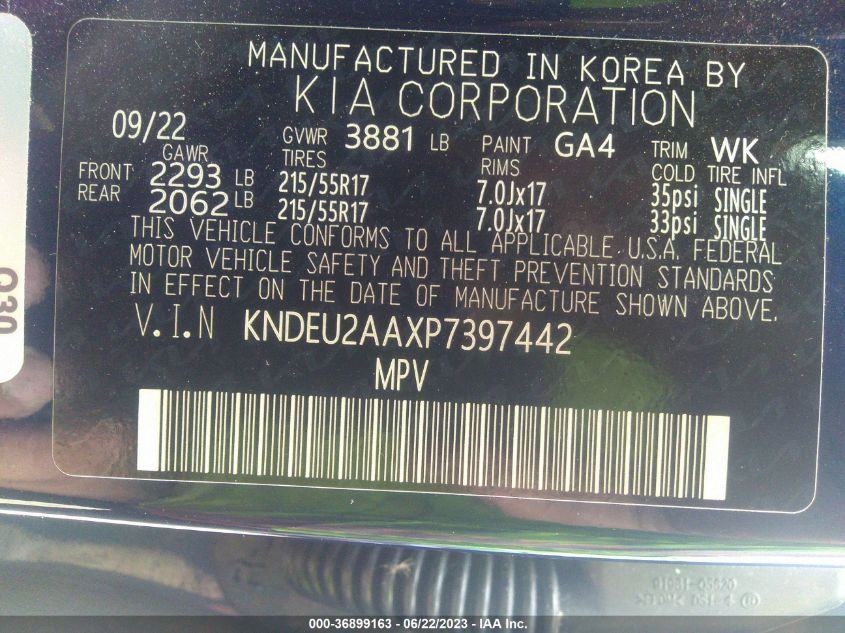 MANUFACTURED IN KOREA BY
KIA CORPORATION
09/22 GVWR 3881 LB PAINT GA4 TRIM WK
GAWR TIRES RIMS COLD TIRE INFL
FRONT 2293 LB 215/55R17 7.0Jx17 35psi SINGLE
REAR 2062 LB 215/55R17 7.0Jx17 33psi SINGLE
THIS VEHICLE CONFORMS TO ALL APPLICABLE U.S.A. FEDERAL
MOTOR VEHICLE SAFETY AND THEFT PREVENTION STANDARDS
IN EFFECT ON THE DATE OF MANUFACTURE SHOWN ABOVE.
V.I.N KNDEU2AAXP7397442
MPV
000-36899163 - 06/22/2023 - IAA Inc.